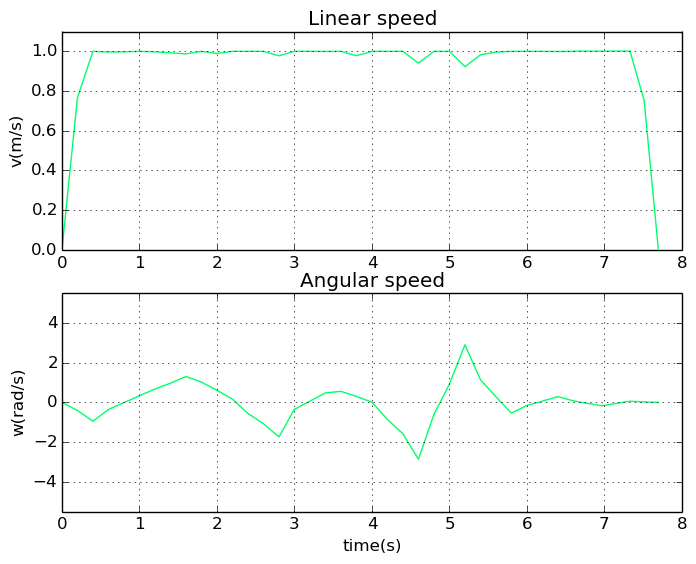 Linear speed
1.0
0.8
0.6
0.4
0.2
0.0
v(m/s)
0 1 2 3 4 5 6 7 8
Angular speed
4
2
0
−2
−4
w(rad/s)
0 1 2 3 4 5 6 7 8
time(s)